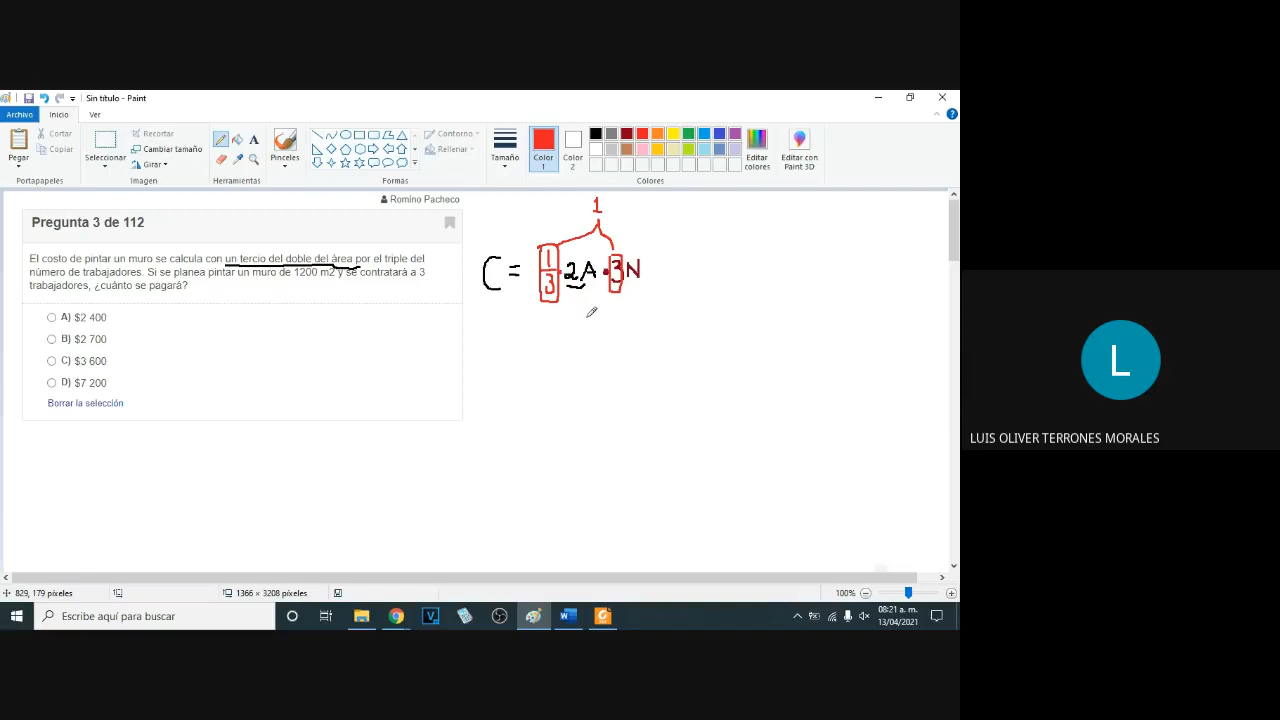 Sin título - Paint
Archivo
Inicio
Ver
Pegar
Cortar
Copiar
Portapapeles
Seleccionar
Recortar
Cambiar tamaño
Girar
Imagen
A
Herramientas
Pinceles
Contorno
Rellenar
Formas
Tamaño
Color 1
Color 2
Editar colores
Editar con Paint 3D
Colores
Romino Pacheco
Pregunta 3 de 112
El costo de pintar un muro se calcula con un tercio del doble del área por el triple del
número de trabajadores. Si se planea pintar un muro de 1200 m2 y se contratará a 3
trabajadores, ¿cuánto se pagará?
A) $2 400
B) $2 700
C) $3 600
D) $7 200
Borrar la selección
1
C = 1/3 · 2A · 3N
L
LUIS OLIVER TERRONES MORALES
829, 179 píxeles
1366 × 3208 píxeles
100%
Escribe aquí para buscar
08:21 a. m.
13/04/2021